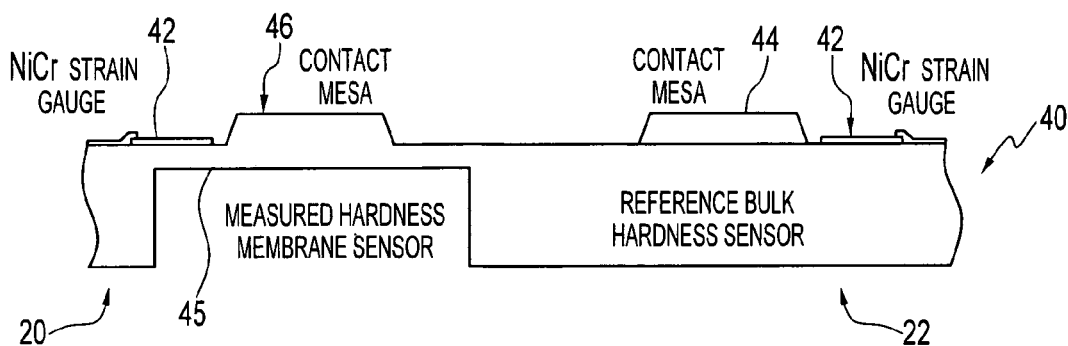 42
46
44
42
NiCr STRAIN
GAUGE
CONTACT
MESA
CONTACT
MESA
NiCr STRAIN
GAUGE
40
MEASURED HARDNESS
MEMBRANE SENSOR
REFERENCE BULK
HARDNESS SENSOR
20
45
22